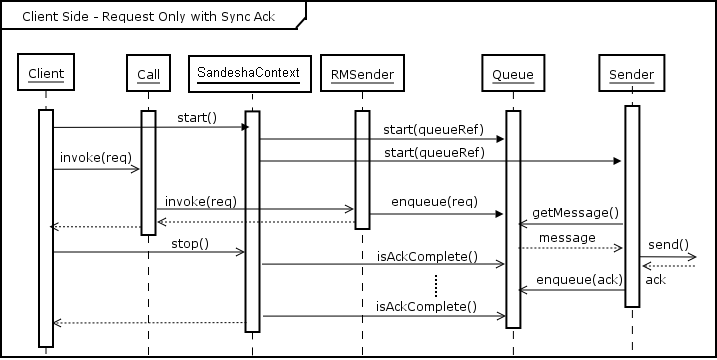 Client Side - Request Only with Sync Ack
Client
Call
SandeshaContext
RMSender
Queue
Sender
start()
start(queueRef)
start(queueRef)
invoke(req)
invoke(req)
enqueue(req)
getMessage()
stop()
message
send()
isAckComplete()
enqueue(ack)
ack
isAckComplete()